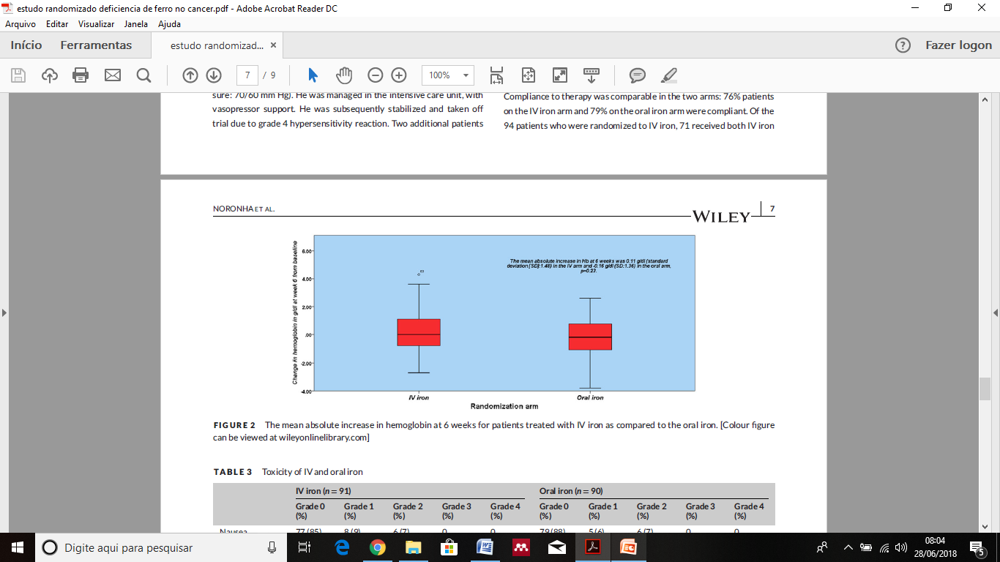 estudo randomizado deficiencia de ferro no cancer.pdf - Adobe Acrobat Reader DC
Arquivo Editar Visualizar Janela Ajuda
Início Ferramentas estudo randomizad... × Fazer logon
7 / 9 100%
sure: 70/60 mm Hg). He was managed in the intensive care unit, with
vasopressor support. He was subsequently stabilized and taken off
trial due to grade 4 hypersensitivity reaction. Two additional patients
Compliance to therapy was comparable in the two arms: 76% patients
on the IV iron arm and 79% on the oral iron arm were compliant. Of the
94 patients who were randomized to IV iron, 71 received both IV iron
NORONHA ET AL.
WILEY 7
Change in hemoglobin in g/dl at week 6 from baseline
6.00
4.00
2.00
.00
-2.00
-4.00
The mean absolute increase in Hb at 6 weeks was 0.11 g/dl (standard
deviation [SD]:1.48) in the IV arm and -0.16 g/dl (SD:1.36) in the oral arm,
p=0.23.
IV iron Oral iron
Randomization arm
FIGURE 2 The mean absolute increase in hemoglobin at 6 weeks for patients treated with IV iron as compared to the oral iron. [Colour figure
can be viewed at wileyonlinelibrary.com]
TABLE 3 Toxicity of IV and oral iron
IV iron (n = 91) Oral iron (n = 90)
Grade 0 Grade 1 Grade 2 Grade 3 Grade 4 Grade 0 Grade 1 Grade 2 Grade 3 Grade 4
(%) (%) (%) (%) (%) (%) (%) (%) (%) (%)
Nausea 77 (85) 8 (9) 6 (7) 0 0 79 (88) 5 (6) 6 (7) 0 0
Digite aqui para pesquisar
08:04
28/06/2018
5